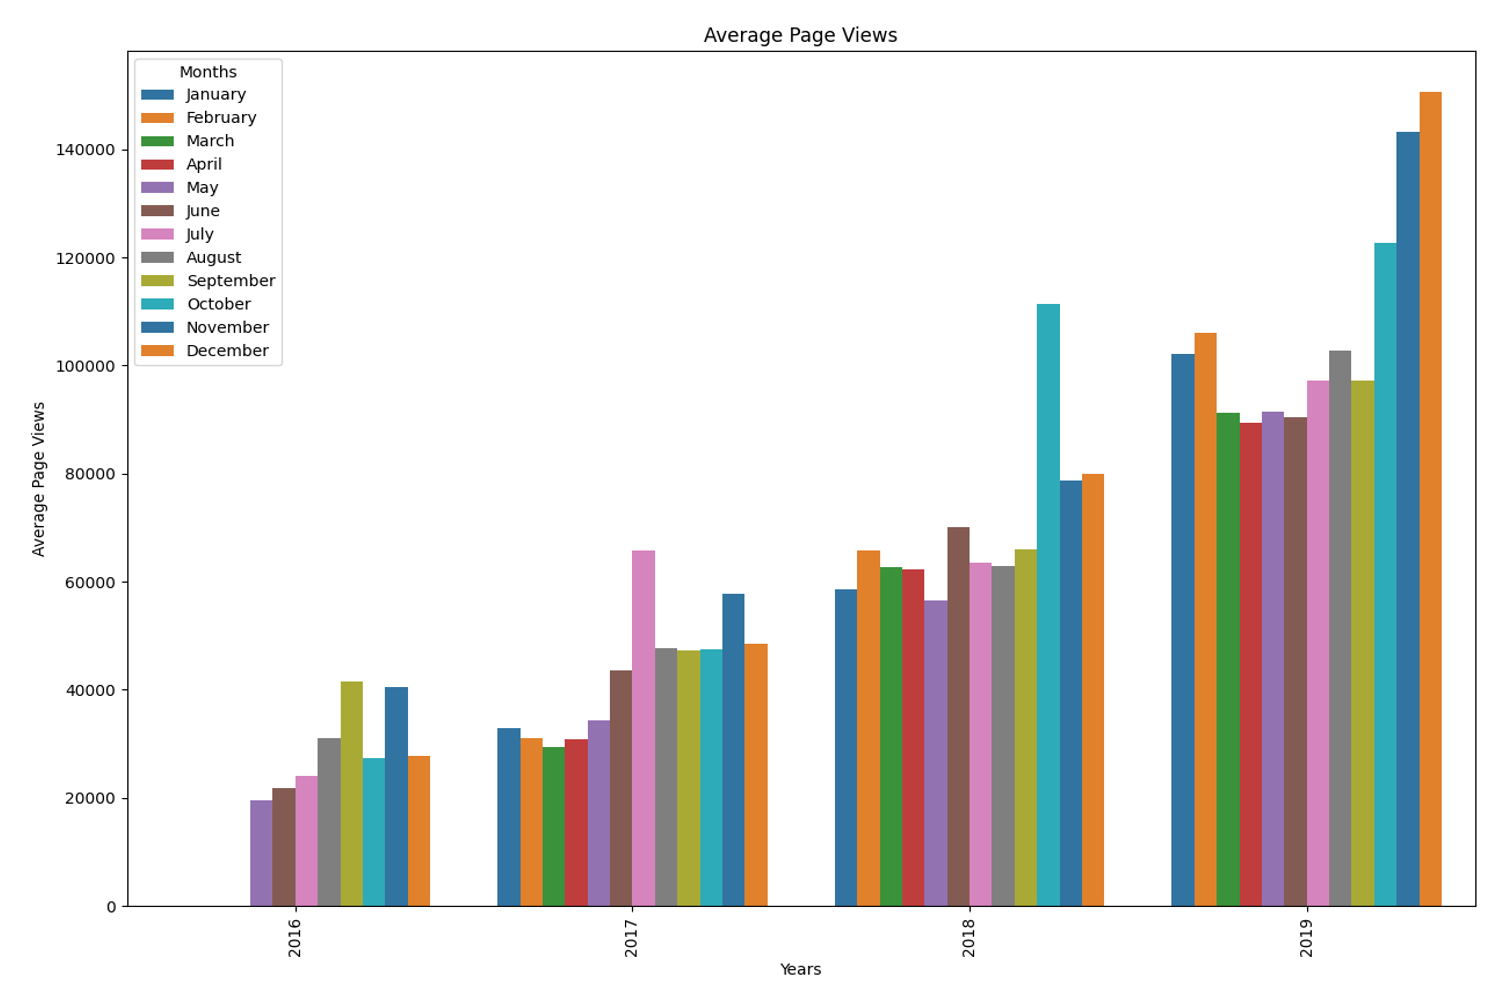 Average Page Views
Months
January
February
March
April
May
June
July
August
September
October
November
December
140000
120000
100000
80000
60000
40000
20000
0
Average Page Views
2016
2017
2018
2019
Years